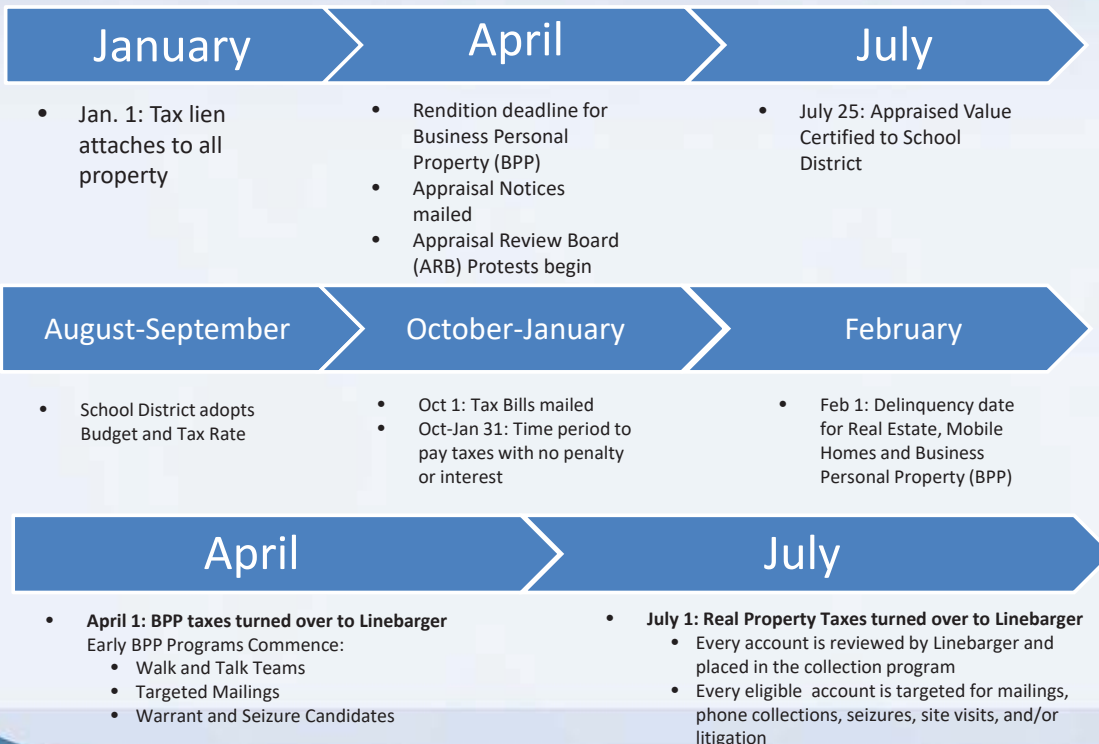 January
April
July
• Jan. 1: Tax lien
attaches to all
property
• Rendition deadline for
Business Personal
Property (BPP)
• Appraisal Notices
mailed
• Appraisal Review Board
(ARB) Protests begin
• July 25: Appraised Value
Certified to School
District
August-September
October-January
February
• School District adopts
Budget and Tax Rate
• Oct 1: Tax Bills mailed
• Oct-Jan 31: Time period to
pay taxes with no penalty
or interest
• Feb 1: Delinquency date
for Real Estate, Mobile
Homes and Business
Personal Property (BPP)
April
July
• April 1: BPP taxes turned over to Linebarger
Early BPP Programs Commence:
• Walk and Talk Teams
• Targeted Mailings
• Warrant and Seizure Candidates
• July 1: Real Property Taxes turned over to Linebarger
• Every account is reviewed by Linebarger and
placed in the collection program
• Every eligible account is targeted for mailings,
phone collections, seizures, site visits, and/or
litigation